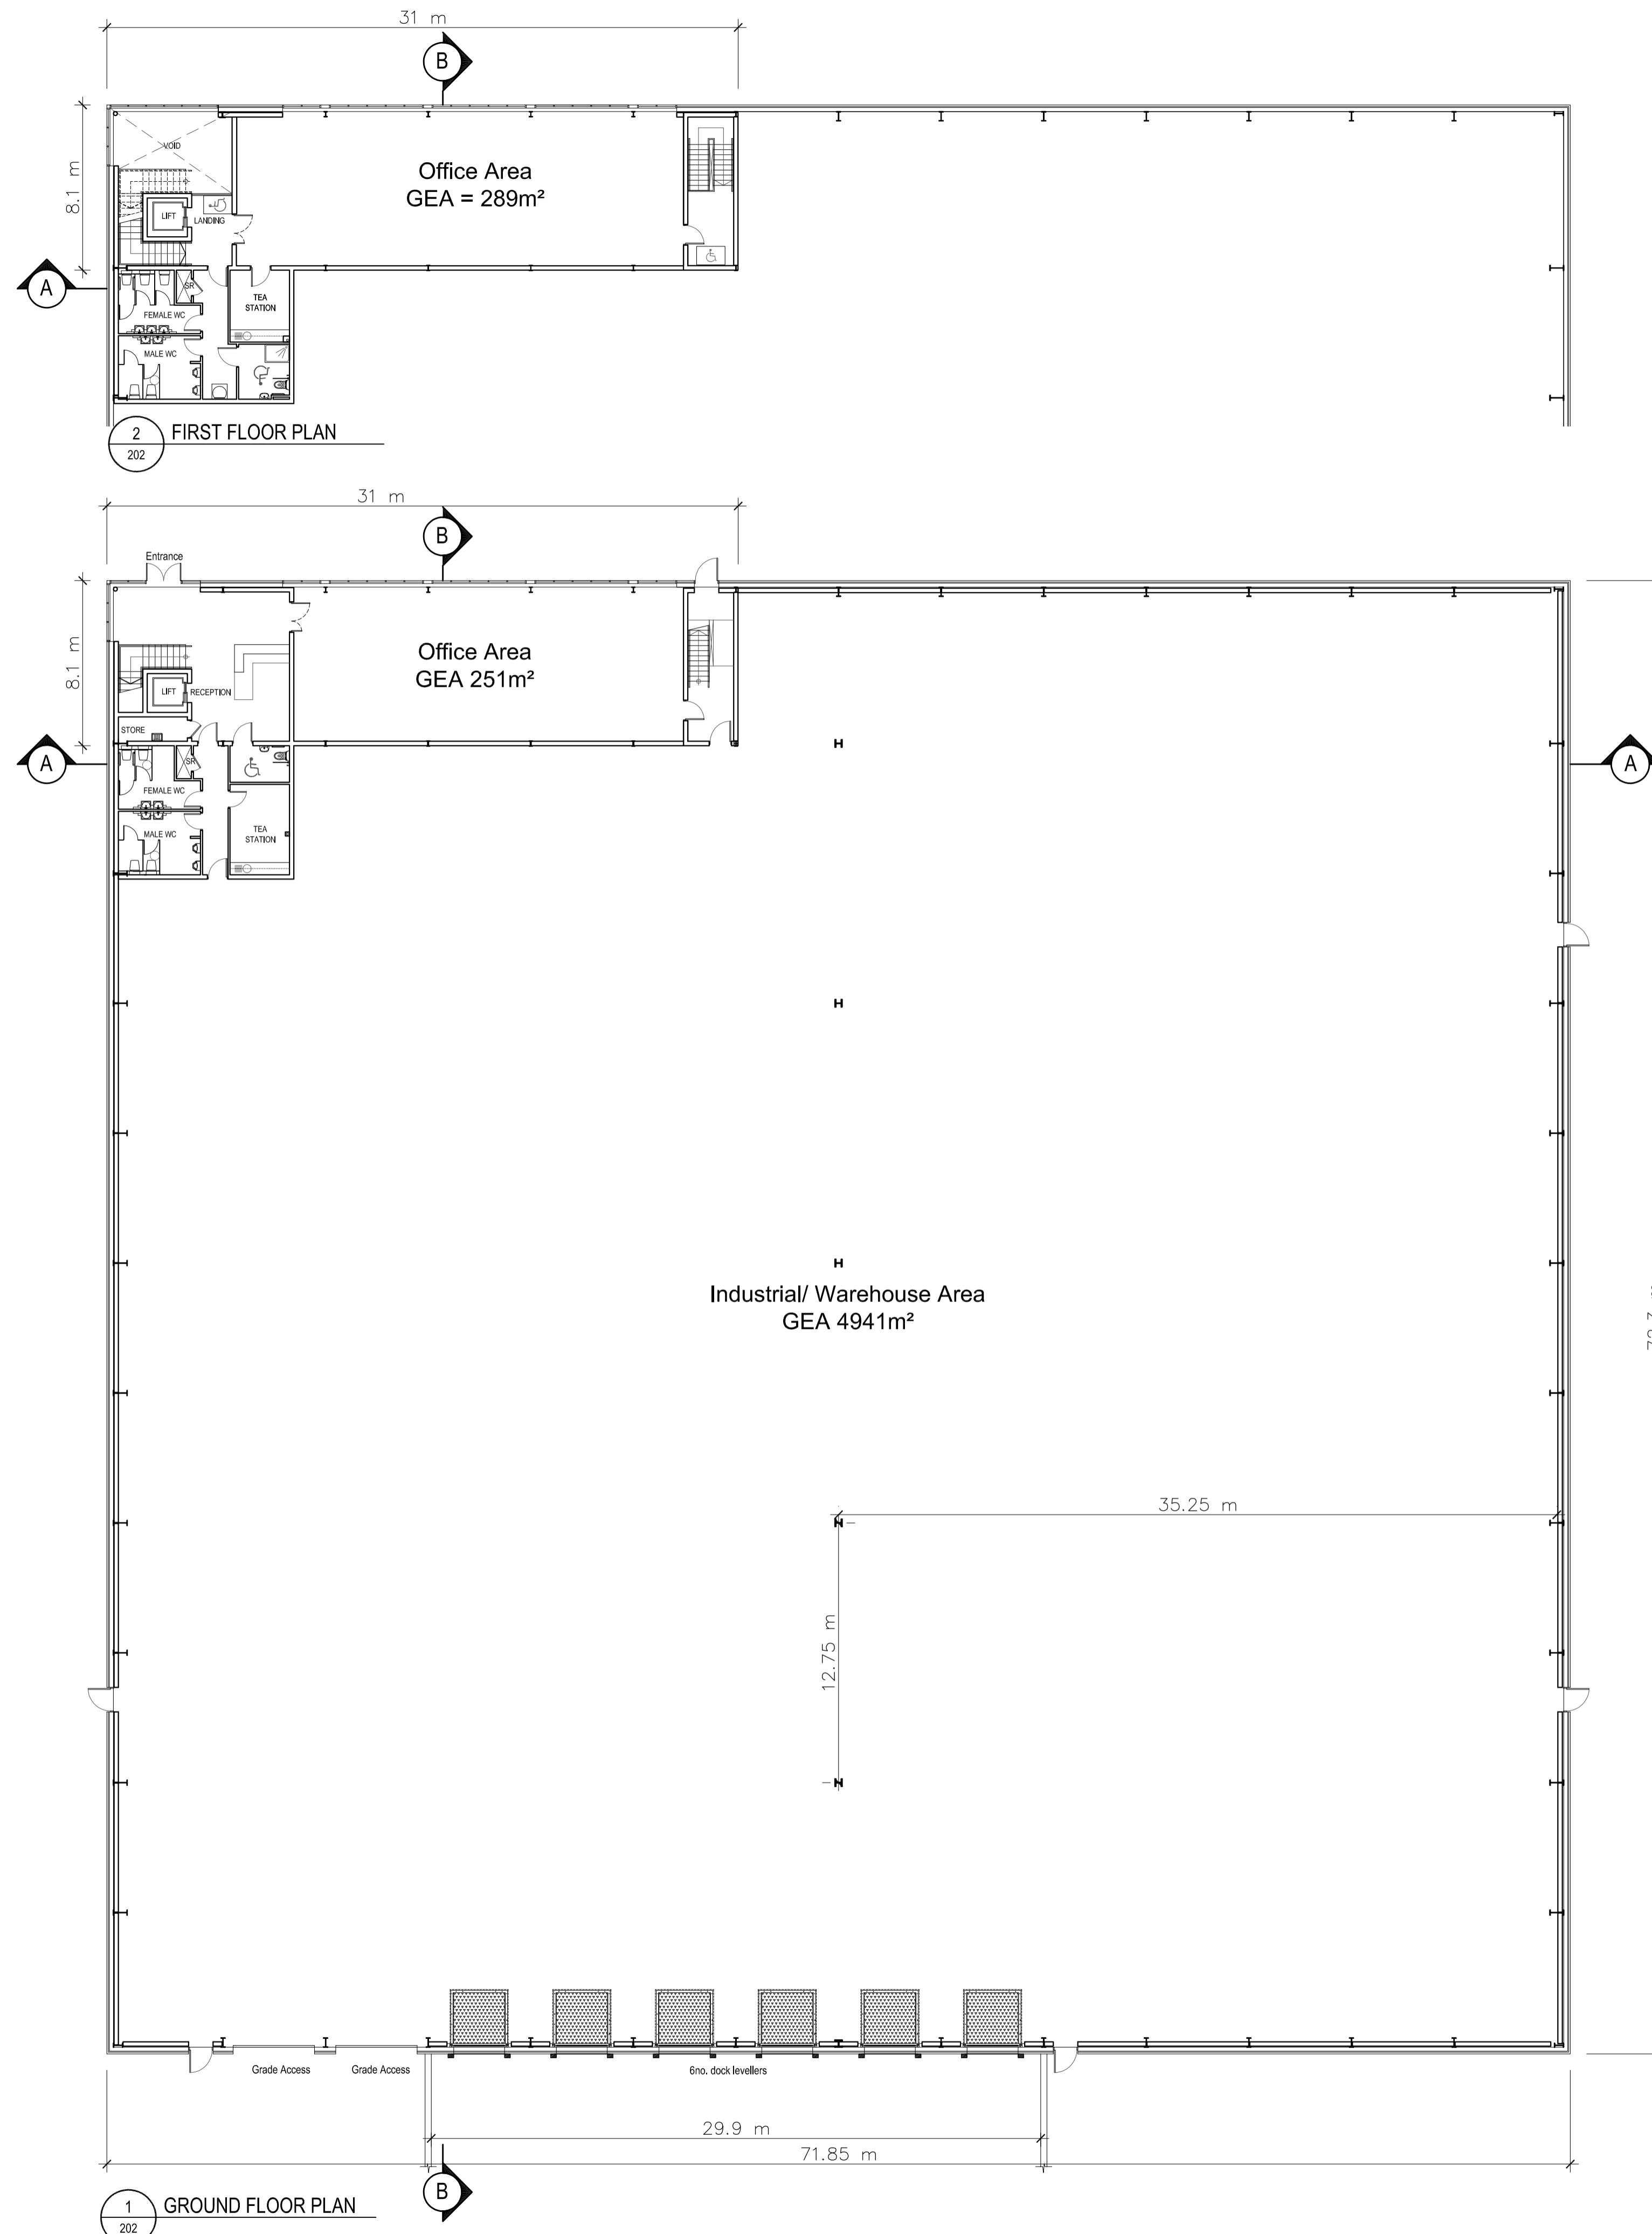 31 m
B
8.1 m
VOID
Office Area
GEA = 289m²
LIFT
LANDING
A
SR
TEA
STATION
FEMALE WC
MALE WC
2
202
FIRST FLOOR PLAN
31 m
B
Entrance
8.1 m
Office Area
GEA 251m²
LIFT
RECEPTION
STORE
A
A
SR
FEMALE WC
TEA
STATION
MALE WC
Industrial/ Warehouse Area
GEA 4941m²
35.25 m
12.75 m
Grade Access
Grade Access
6no. dock levellers
29.9 m
71.85 m
B
1
202
GROUND FLOOR PLAN